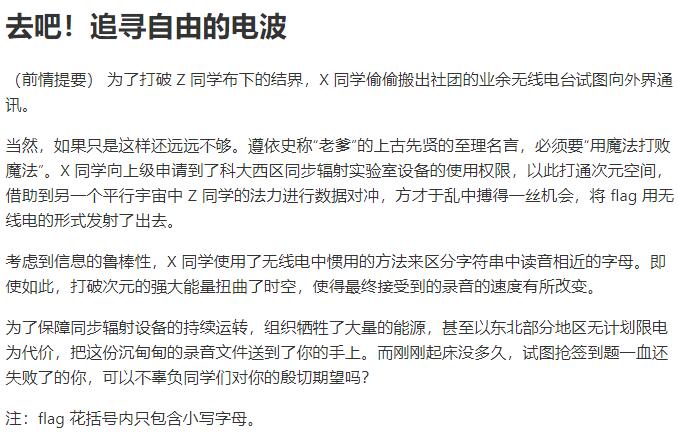 去吧！追寻自由的电波
（前情提要） 为了打破 Z 同学布下的结界，X 同学偷偷搬出社团的业余无线电台试图向外界通
讯。
当然，如果只是这样还远远不够。遵依史称“老爹”的上古先贤的至理名言，必须要“用魔法打败
魔法”。X 同学向上级申请到了科大西区同步辐射实验室设备的使用权限，以此打通次元空间，
借助到另一个平行宇宙中 Z 同学的法力进行数据对冲，方才于乱中搏得一丝机会，将 flag 用无
线电的形式发射了出去。
考虑到信息的鲁棒性，X 同学使用了无线电中惯用的方法来区分字符串中读音相近的字母。即
使如此，打破次元的强大能量扭曲了时空，使得最终接受到的录音的速度有所改变。
为了保障同步辐射设备的持续运转，组织牺牲了大量的能源，甚至以东北部分地区无计划限电
为代价，把这份沉甸甸的录音文件送到了你的手上。而刚刚起床没多久，试图抢签到题一血还
失败了的你，可以不辜负同学们对你的殷切期望吗？
注：flag 花括号内只包含小写字母。